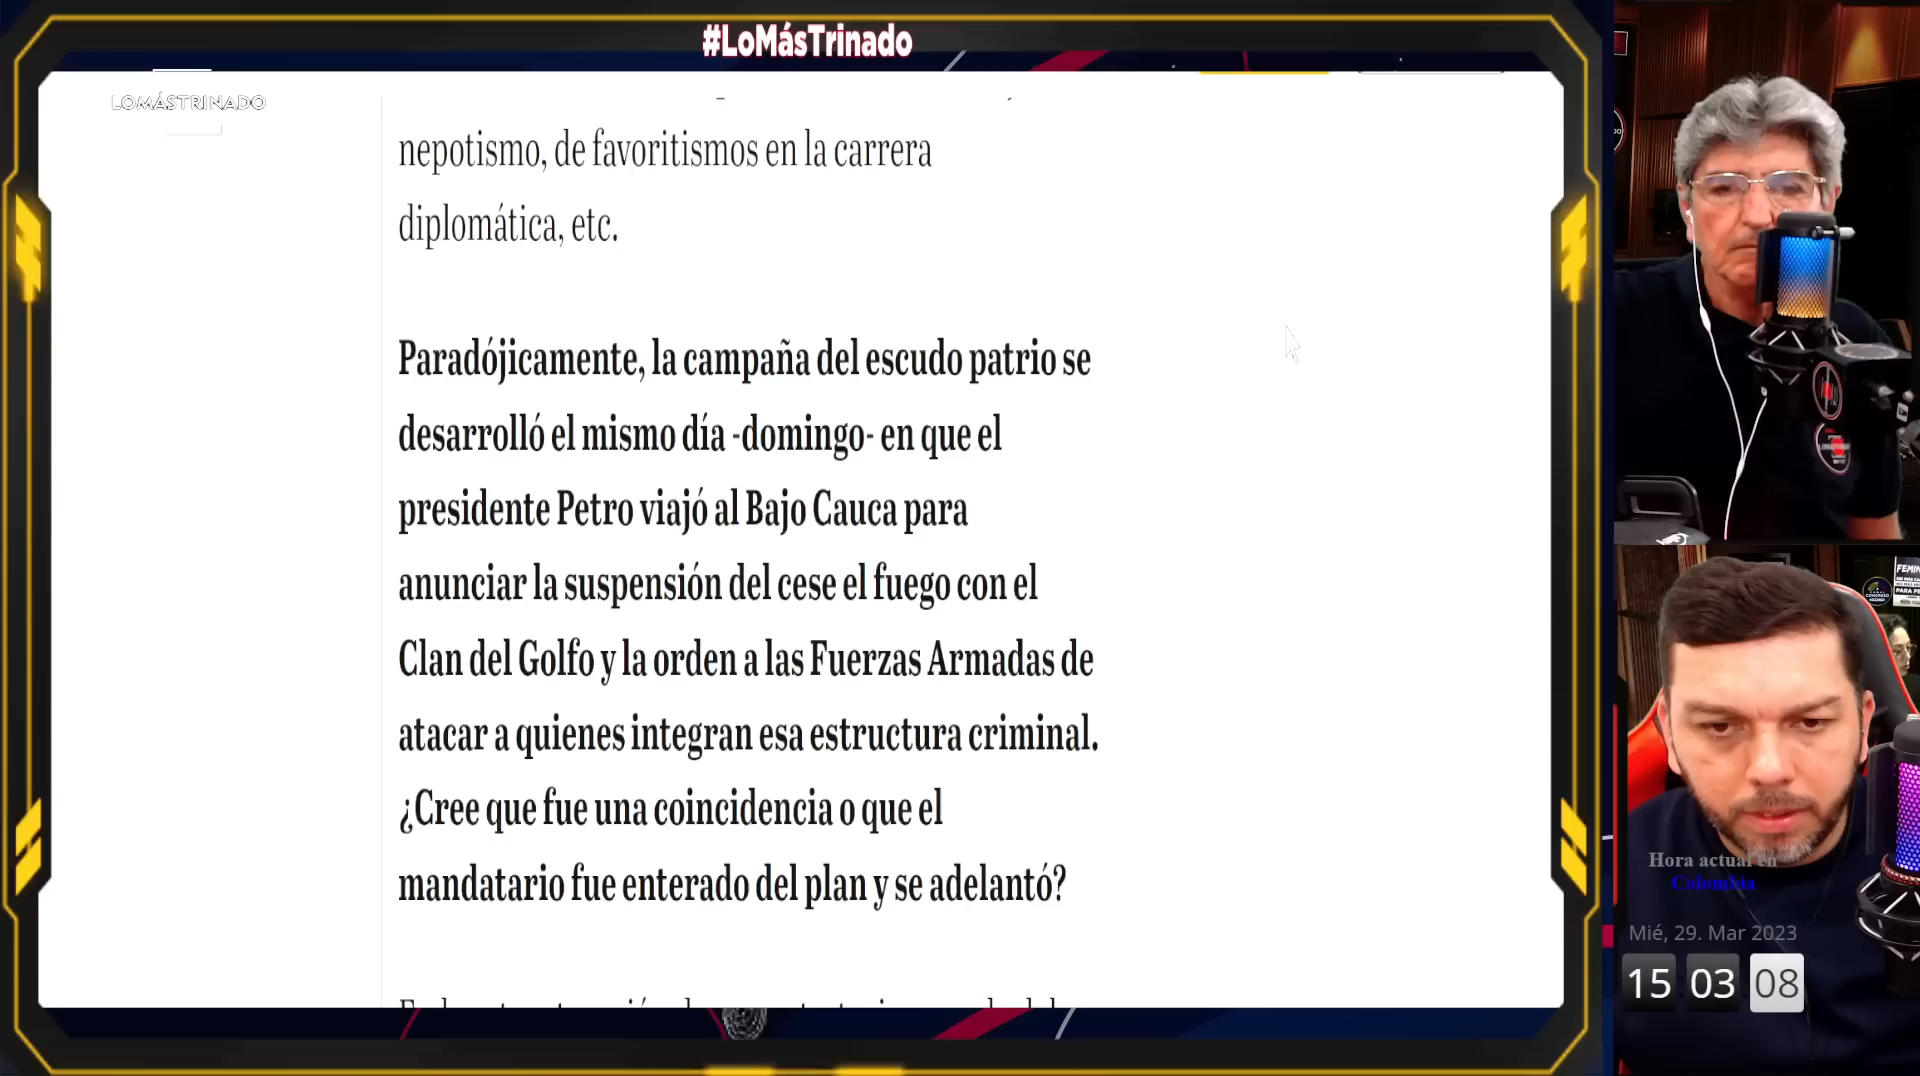 #LoMásTrinado
LOMÁSTRINADO
nepotismo, de favoritismos en la carrera
diplomática, etc.
Paradójicamente, la campaña del escudo patrio se
desarrolló el mismo día -domingo- en que el
presidente Petro viajó al Bajo Cauca para
anunciar la suspensión del cese el fuego con el
Clan del Golfo y la orden a las Fuerzas Armadas de
atacar a quienes integran esa estructura criminal.
¿Cree que fue una coincidencia o que el
mandatario fue enterado del plan y se adelantó?
Hora actual en
Colombia
Mié, 29. Mar 2023
15 03 08